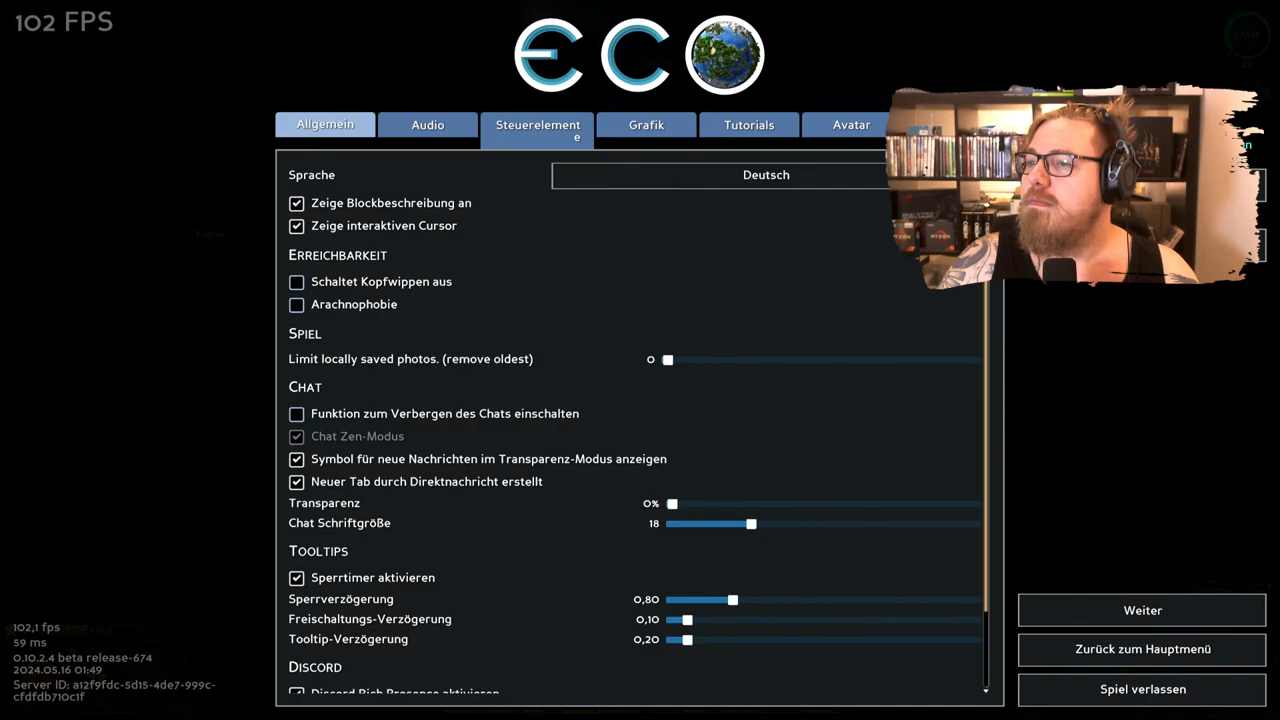 102 FPS
ECO
Allgemein
Audio
Steuerelement
e
Grafik
Tutorials
Avatar
Sprache
Deutsch
Zeige Blockbeschreibung an
Zeige interaktiven Cursor
ERREICHBARKEIT
Schaltet Kopfwippen aus
Arachnophobie
SPIEL
Limit locally saved photos. (remove oldest)
0
CHAT
Funktion zum Verbergen des Chats einschalten
Chat Zen-Modus
Symbol für neue Nachrichten im Transparenz-Modus anzeigen
Neuer Tab durch Direktnachricht erstellt
Transparenz
0%
Chat Schriftgröße
18
TOOLTIPS
Sperrtimer aktivieren
Sperrverzögerung
0,80
Freischaltungs-Verzögerung
0,10
Tooltip-Verzögerung
0,20
DISCORD
Discord Rich Presence aktivieren
Weiter
Zurück zum Hauptmenü
Spiel verlassen
102,1 fps
59 ms
0.10.2.4 beta release-674
2024.05.16 01:49
Server ID: a12f9fdc-5d15-4de7-999c-
cfdfdb710c1f